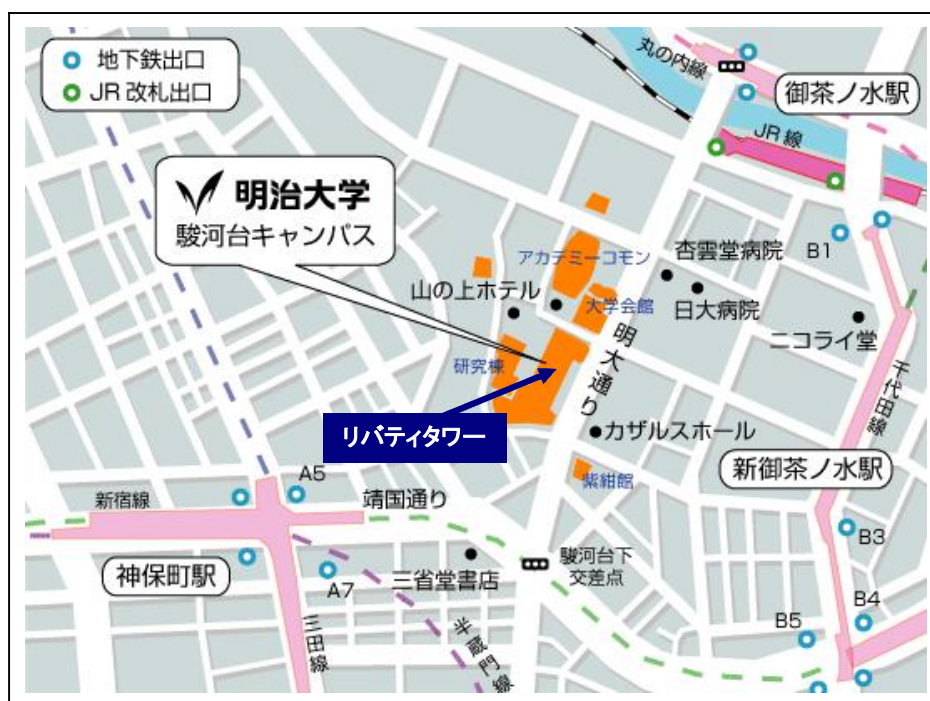 地下鉄出口
JR改札出口
丸の内線
御茶ノ水駅
JR線
明治大学
駿河台キャンパス
アカデミーコモン
杏雲堂病院
B1
山の上ホテル
大学会館
日大病院
ニコライ堂
明大通り
研究棟
千代田線
リバティタワー
カザルスホール
新御茶ノ水駅
紫紺館
A5
新宿線
靖国通り
B3
神保町駅
A7
三省堂書店
駿河台下
交差点
三田線
半蔵門線
B4
B5